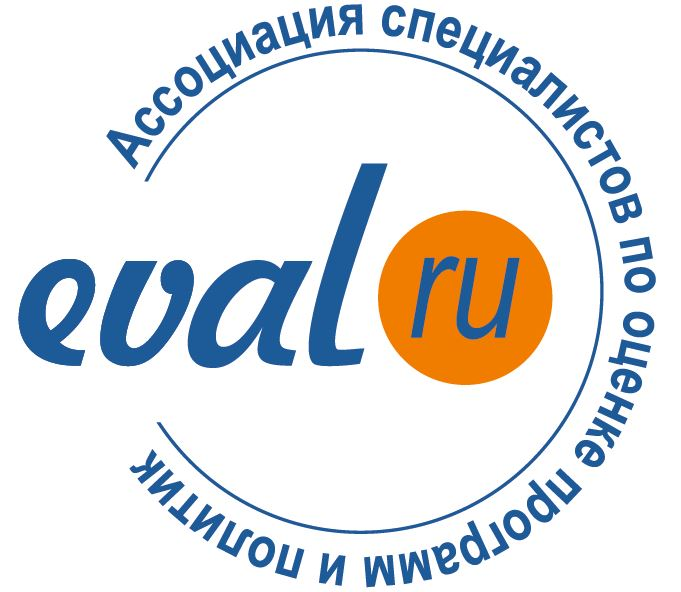 Ассоциация специалистов по оценке программ и политик
eval ru